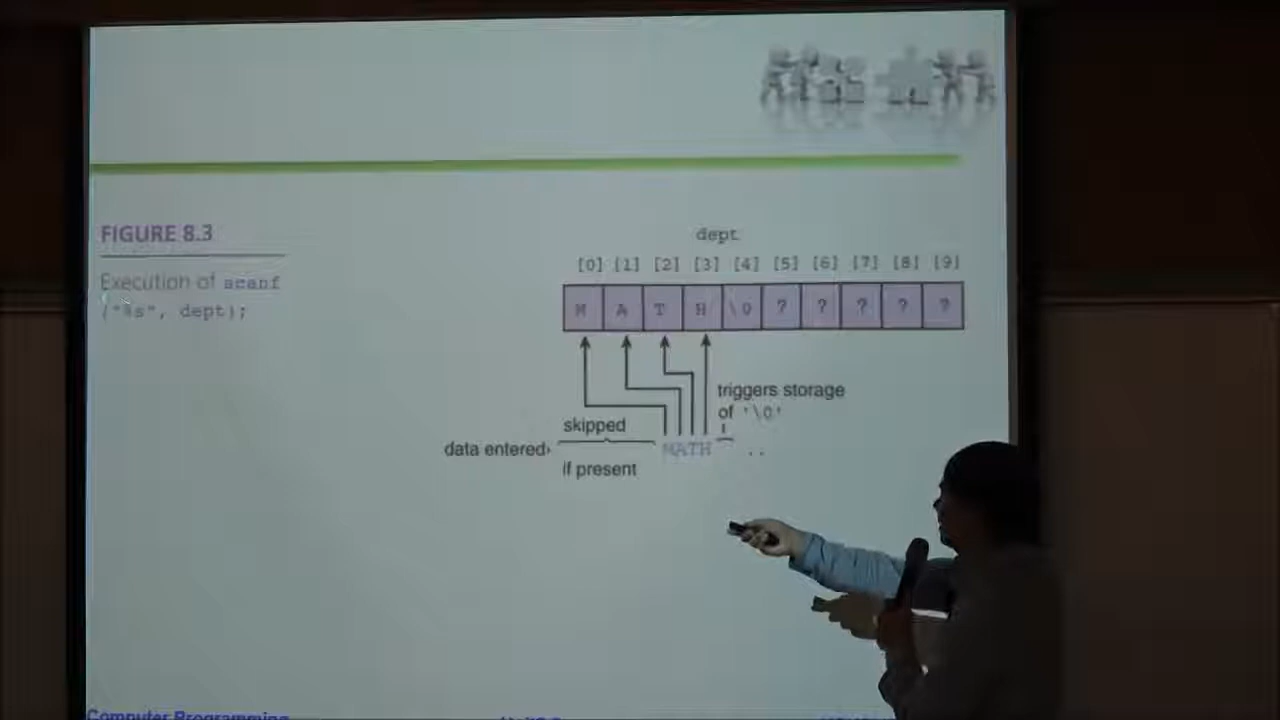 FIGURE 8.3
Execution of scanf
("%s", dept);
dept
[0] [1] [2] [3] [4] [5] [6] [7] [8] [9]
M A T H \0 ? ? ? ? ?
triggers storage
of '\0'
skipped
data entered
MATH ..
if present
Computer Programming